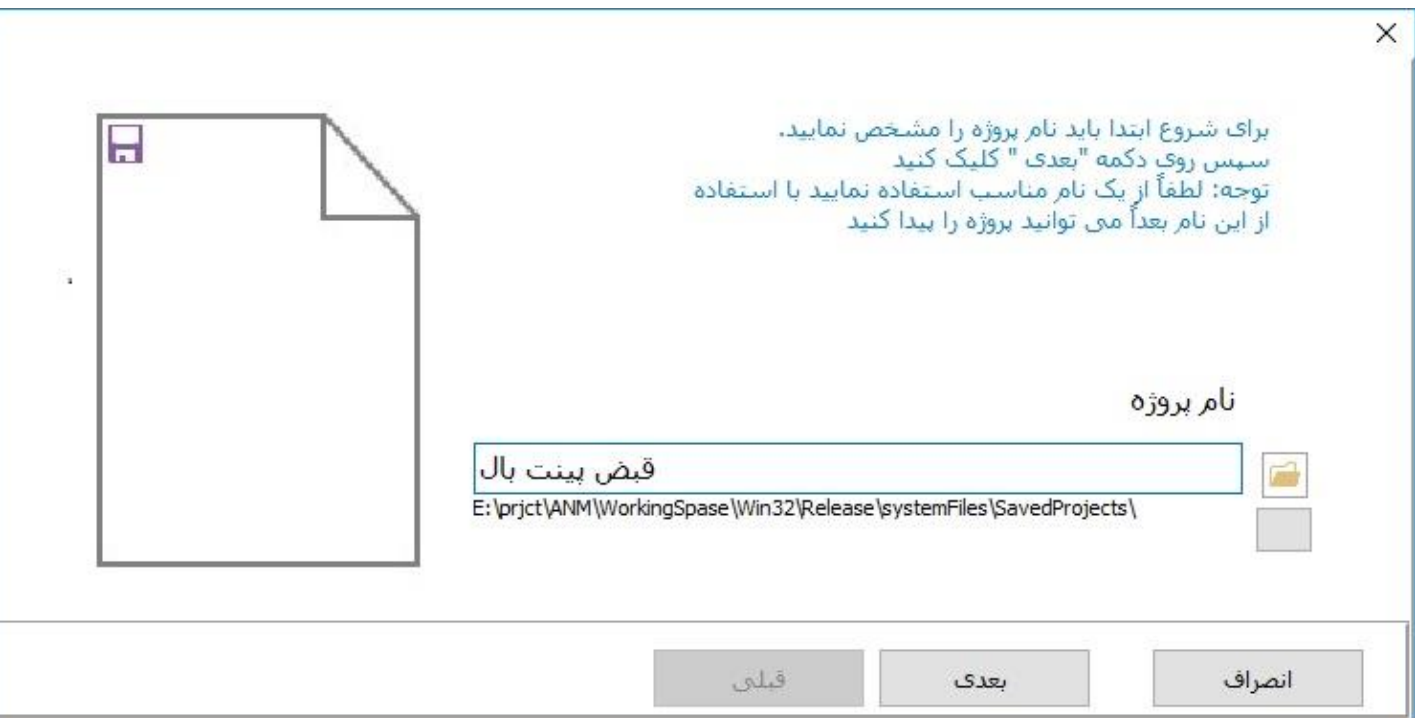 برای شروع ابتدا باید نام پروژه را مشخص نمایید.
سپس روی دکمه "بعدی " کلیک کنید
توجه: لطفاً از یک نام مناسب استفاده نمایید با استفاده
از این نام بعداً می توانید پروژه را پیدا کنید
نام پروژه
قبض پینت بال
E:\prjct\ANM\WorkingSpase\Win32\Release\systemFiles\SavedProjects\
انصراف
بعدی
قبلی